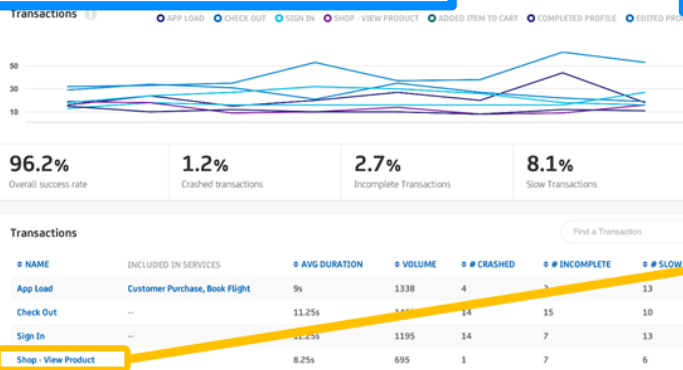 Transactions
APP LOAD CHECK OUT SIGN IN SHOP - VIEW PRODUCT ADDED ITEM TO CART COMPLETED PROFILE EDITED
50
30
10
96.2% 1.2% 2.7% 8.1%
Overall success rate Crashed transactions Incomplete Transactions Slow Transactions
Transactions Find a Transaction
NAME INCLUDED IN SERVICES AVG DURATION VOLUME # CRASHED # INCOMPLETE # SLOW
App Load Customer Purchase, Book Flight 9s 1338 4 13
Check Out -- 11.25s 14 15 10
Sign In -- 12.25s 1195 14 7 13
Shop - View Product 8.25s 695 1 7 6